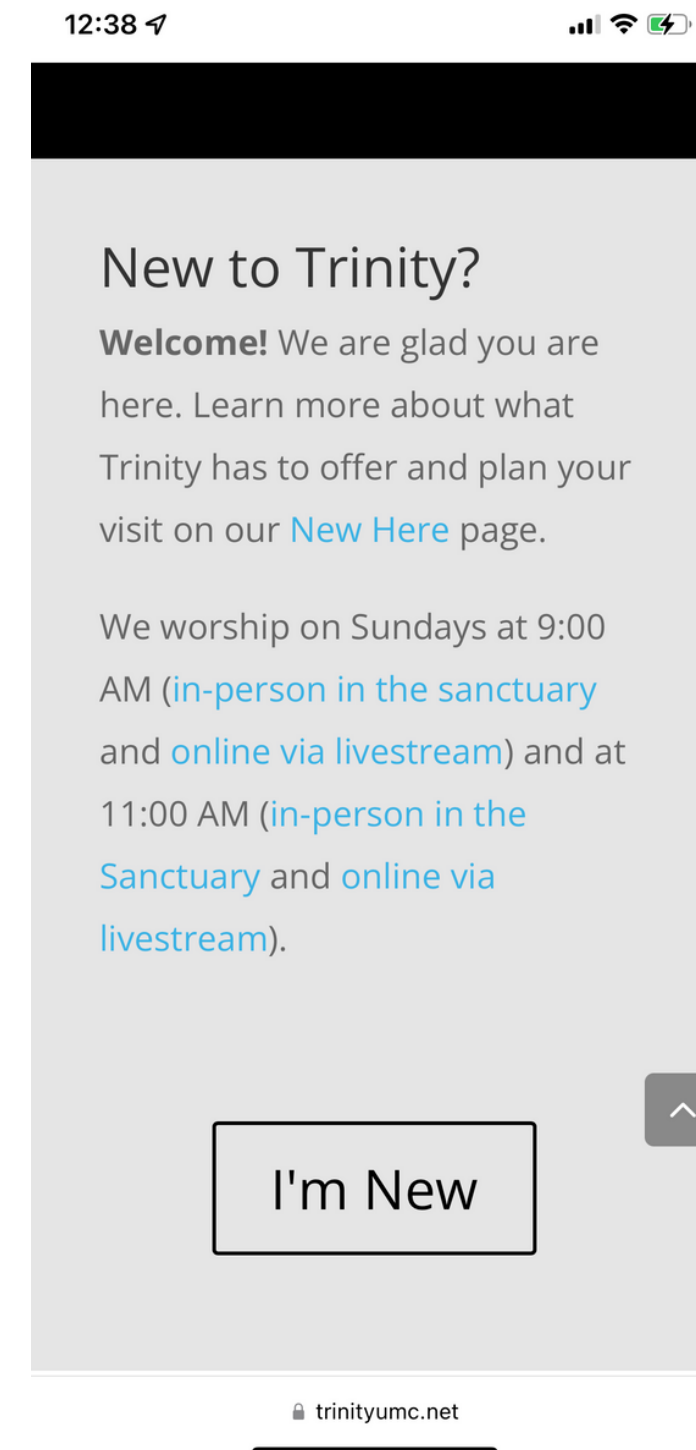 12:38
New to Trinity?
Welcome! We are glad you are
here. Learn more about what
Trinity has to offer and plan your
visit on our New Here page.
We worship on Sundays at 9:00
AM (in-person in the sanctuary
and online via livestream) and at
11:00 AM (in-person in the
Sanctuary and online via
livestream).
I'm New
trinityumc.net